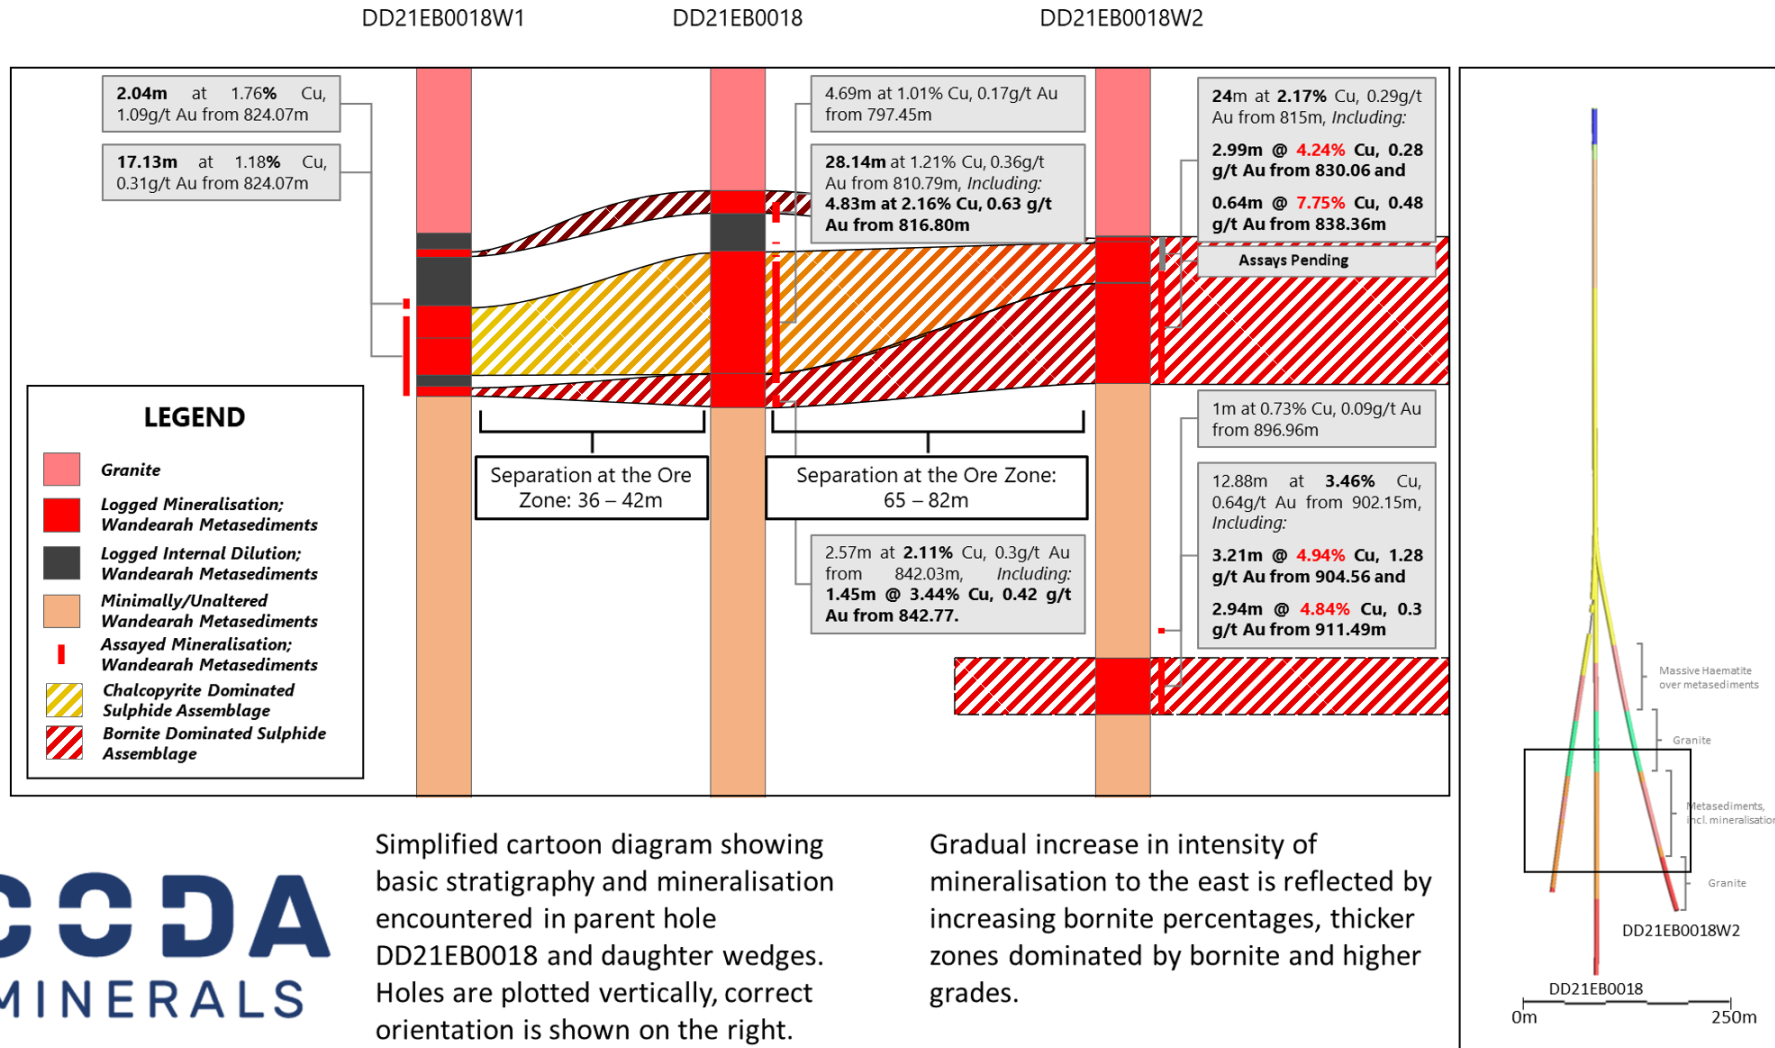 DD21EB0018W1
DD21EB0018
DD21EB0018W2
2.04m at 1.76% Cu,
1.09g/t Au from 824.07m
17.13m at 1.18% Cu,
0.31g/t Au from 824.07m
4.69m at 1.01% Cu, 0.17g/t Au
from 797.45m
28.14m at 1.21% Cu, 0.36g/t
Au from 810.79m, Including:
4.83m at 2.16% Cu, 0.63 g/t
Au from 816.80m
24m at 2.17% Cu, 0.29g/t
Au from 815m, Including:
2.99m @ 4.24% Cu, 0.28
g/t Au from 830.06 and
0.64m @ 7.75% Cu, 0.48
g/t Au from 838.36m
Assays Pending
LEGEND
Granite
Logged Mineralisation;
Wandearah Metasediments
Logged Internal Dilution;
Wandearah Metasediments
Minimally/Unaltered
Wandearah Metasediments
Assayed Mineralisation;
Wandearah Metasediments
Chalcopyrite Dominated
Sulphide Assemblage
Bornite Dominated Sulphide
Assemblage
Separation at the Ore
Zone: 36 – 42m
Separation at the Ore Zone:
65 – 82m
2.57m at 2.11% Cu, 0.3g/t Au
from 842.03m, Including:
1.45m @ 3.44% Cu, 0.42 g/t
Au from 842.77.
1m at 0.73% Cu, 0.09g/t Au
from 896.96m
12.88m at 3.46% Cu,
0.64g/t Au from 902.15m,
Including:
3.21m @ 4.94% Cu, 1.28
g/t Au from 904.56 and
2.94m @ 4.84% Cu, 0.3
g/t Au from 911.49m
Massive Haematite
over metasediments
Granite
Metasediments,
incl. mineralisation
Granite
DD21EB0018W2
DD21EB0018
0m
250m
CODA
MINERALS
Simplified cartoon diagram showing
basic stratigraphy and mineralisation
encountered in parent hole
DD21EB0018 and daughter wedges.
Holes are plotted vertically, correct
orientation is shown on the right.
Gradual increase in intensity of
mineralisation to the east is reflected by
increasing bornite percentages, thicker
zones dominated by bornite and higher
grades.